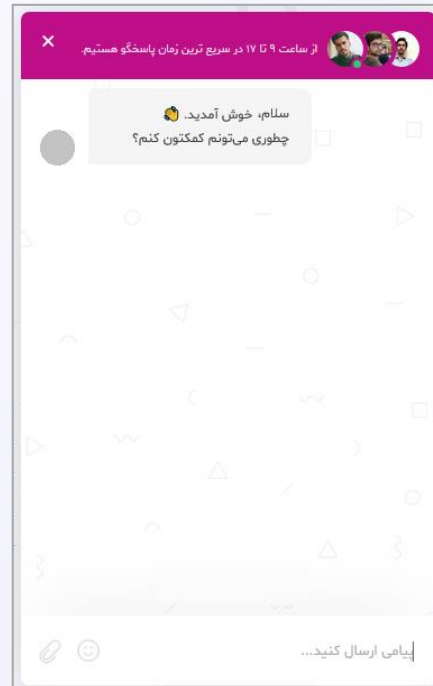 از ساعت ۹ تا ۱۷ در سریع ترین زمان پاسخگو هستیم.
سلام، خوش آمدید.
چطوری می‌تونم کمکتون کنم؟
پیامی ارسال کنید...